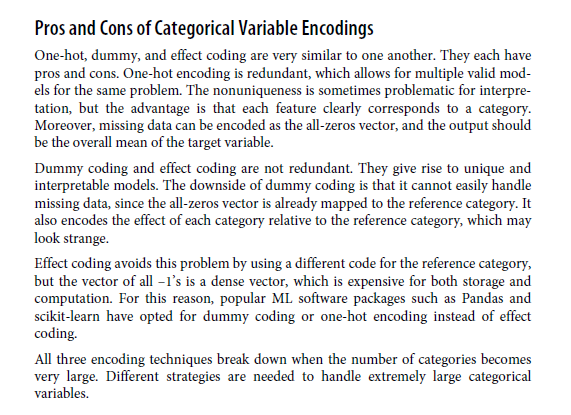 Pros and Cons of Categorical Variable Encodings
One-hot, dummy, and effect coding are very similar to one another. They each have
pros and cons. One-hot encoding is redundant, which allows for multiple valid mod-
els for the same problem. The nonuniqueness is sometimes problematic for interpre-
tation, but the advantage is that each feature clearly corresponds to a category.
Moreover, missing data can be encoded as the all-zeros vector, and the output should
be the overall mean of the target variable.
Dummy coding and effect coding are not redundant. They give rise to unique and
interpretable models. The downside of dummy coding is that it cannot easily handle
missing data, since the all-zeros vector is already mapped to the reference category. It
also encodes the effect of each category relative to the reference category, which may
look strange.
Effect coding avoids this problem by using a different code for the reference category,
but the vector of all –1’s is a dense vector, which is expensive for both storage and
computation. For this reason, popular ML software packages such as Pandas and
scikit-learn have opted for dummy coding or one-hot encoding instead of effect
coding.
All three encoding techniques break down when the number of categories becomes
very large. Different strategies are needed to handle extremely large categorical
variables.